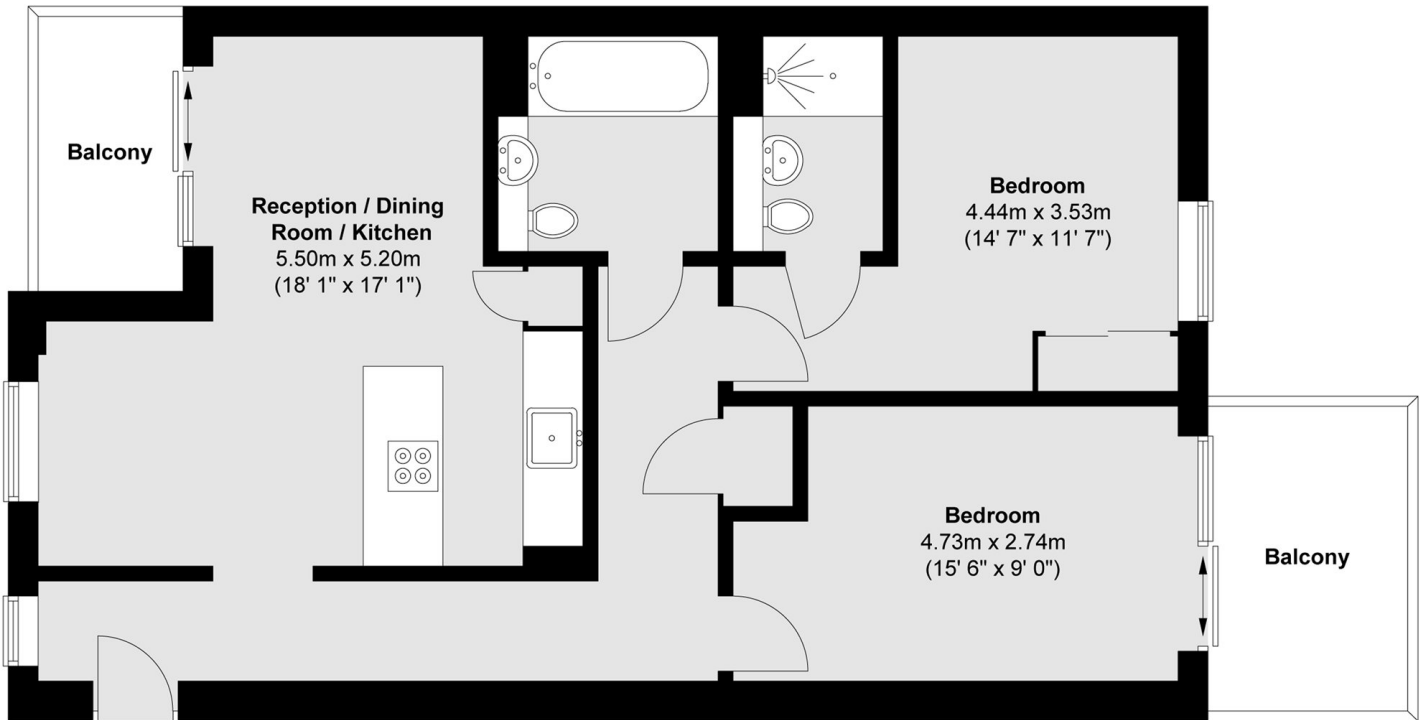 Balcony
Reception / Dining
Room / Kitchen
5.50m x 5.20m
(18' 1" x 17' 1")
Bedroom
4.44m x 3.53m
(14' 7" x 11' 7")
Bedroom
4.73m x 2.74m
(15' 6" x 9' 0")
Balcony